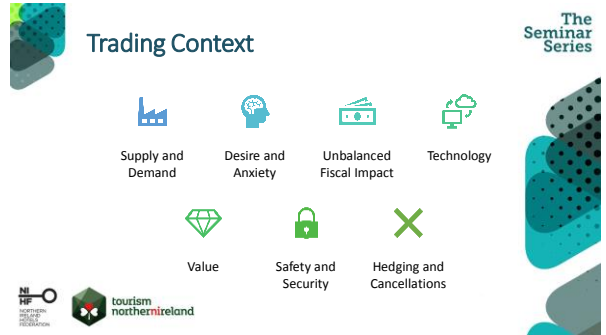 The
Seminar
Series
Trading Context
Supply and
Demand
Desire and
Anxiety
Unbalanced
Fiscal Impact
Technology
Value
Safety and
Security
Hedging and
Cancellations
NI
HF
NORTHERN
IRELAND
HOTELS
FEDERATION
tourism
northernireland